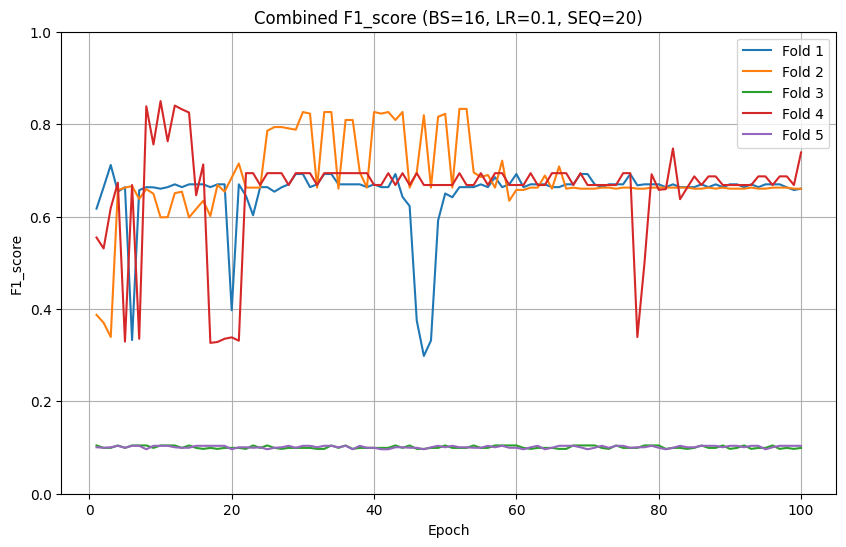 Combined F1_score (BS=16, LR=0.1, SEQ=20)
1.0
0.8
0.6
0.4
0.2
0.0
F1_score
0 20 40 60 80 100
Epoch
Fold 1
Fold 2
Fold 3
Fold 4
Fold 5